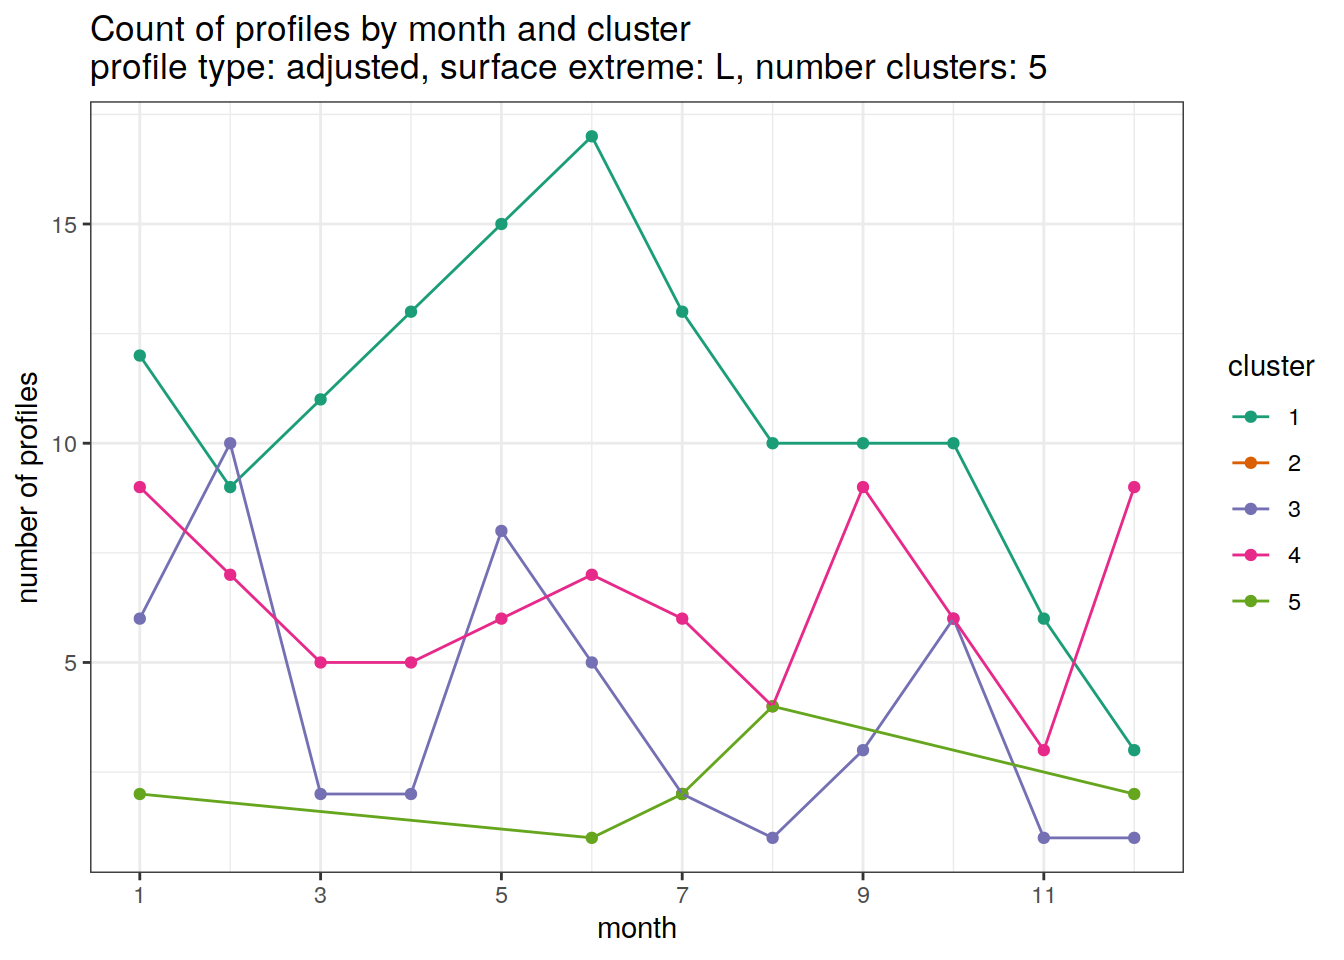 Count of profiles by month and cluster
profile type: adjusted, surface extreme: L, number clusters: 5
number of profiles
15
10
5
1
3
5
7
9
11
month
cluster
1
2
3
4
5